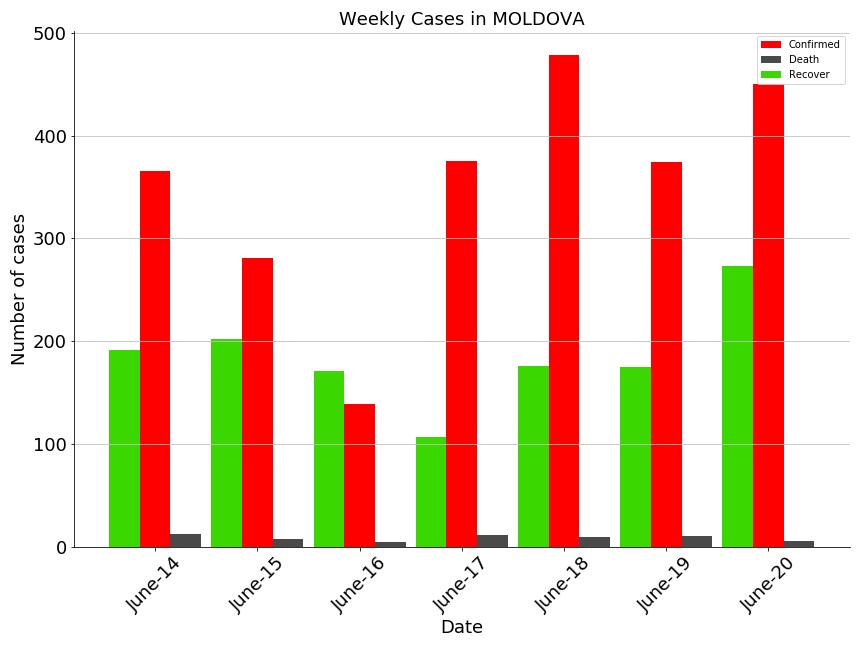 Weekly Cases in MOLDOVA
Confirmed
Death
Recover
Number of cases
500
400
300
200
100
0
June-14
June-15
June-16
June-17
June-18
June-19
June-20
Date